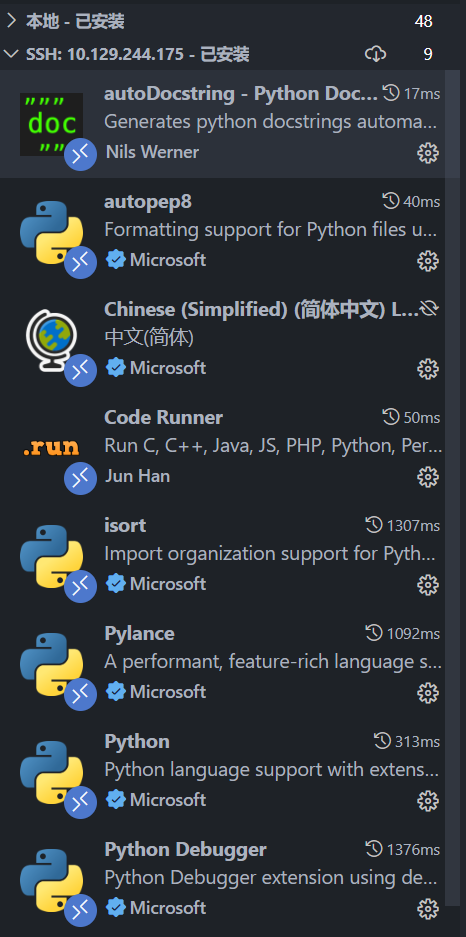 本地 - 已安装 48
SSH: 10.129.244.175 - 已安装 9
""" doc """
autoDocstring - Python Doc... 17ms
Generates python docstrings automa...
Nils Werner
autopep8 40ms
Formatting support for Python files u...
Microsoft
Chinese (Simplified) (简体中文) L...
中文(简体)
Microsoft
.run
Code Runner 50ms
Run C, C++, Java, JS, PHP, Python, Per...
Jun Han
isort 1307ms
Import organization support for Pyth...
Microsoft
Pylance 1092ms
A performant, feature-rich language s...
Microsoft
Python 313ms
Python language support with extens...
Microsoft
Python Debugger 1376ms
Python Debugger extension using de...
Microsoft